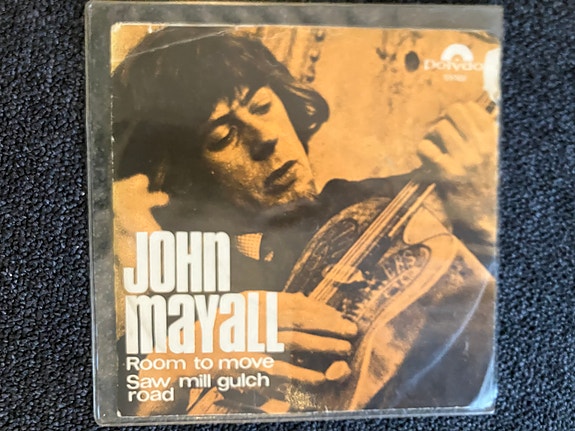 Polydor
JOHN
mayall
Room to move
Saw mill gulch
road